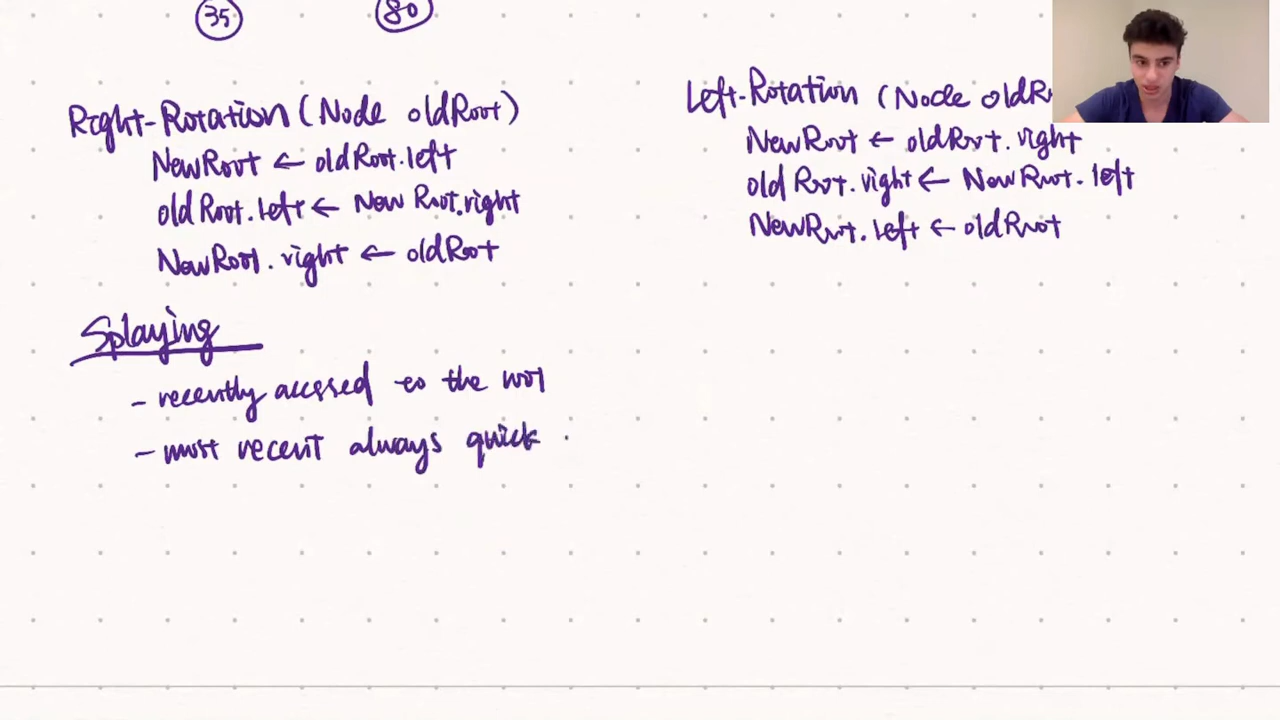 35
80
Right-Rotation (Node oldRoot)
NewRoot ← oldRoot.left
oldRoot.left ← NewRoot.right
NewRoot.right ← oldRoot
Left-Rotation (Node oldR
NewRoot ← oldRoot.right
oldRoot.right ← NewRoot.left
NewRoot.left ← oldRoot
Splaying
- recently accessed to the root
- most recent always quick